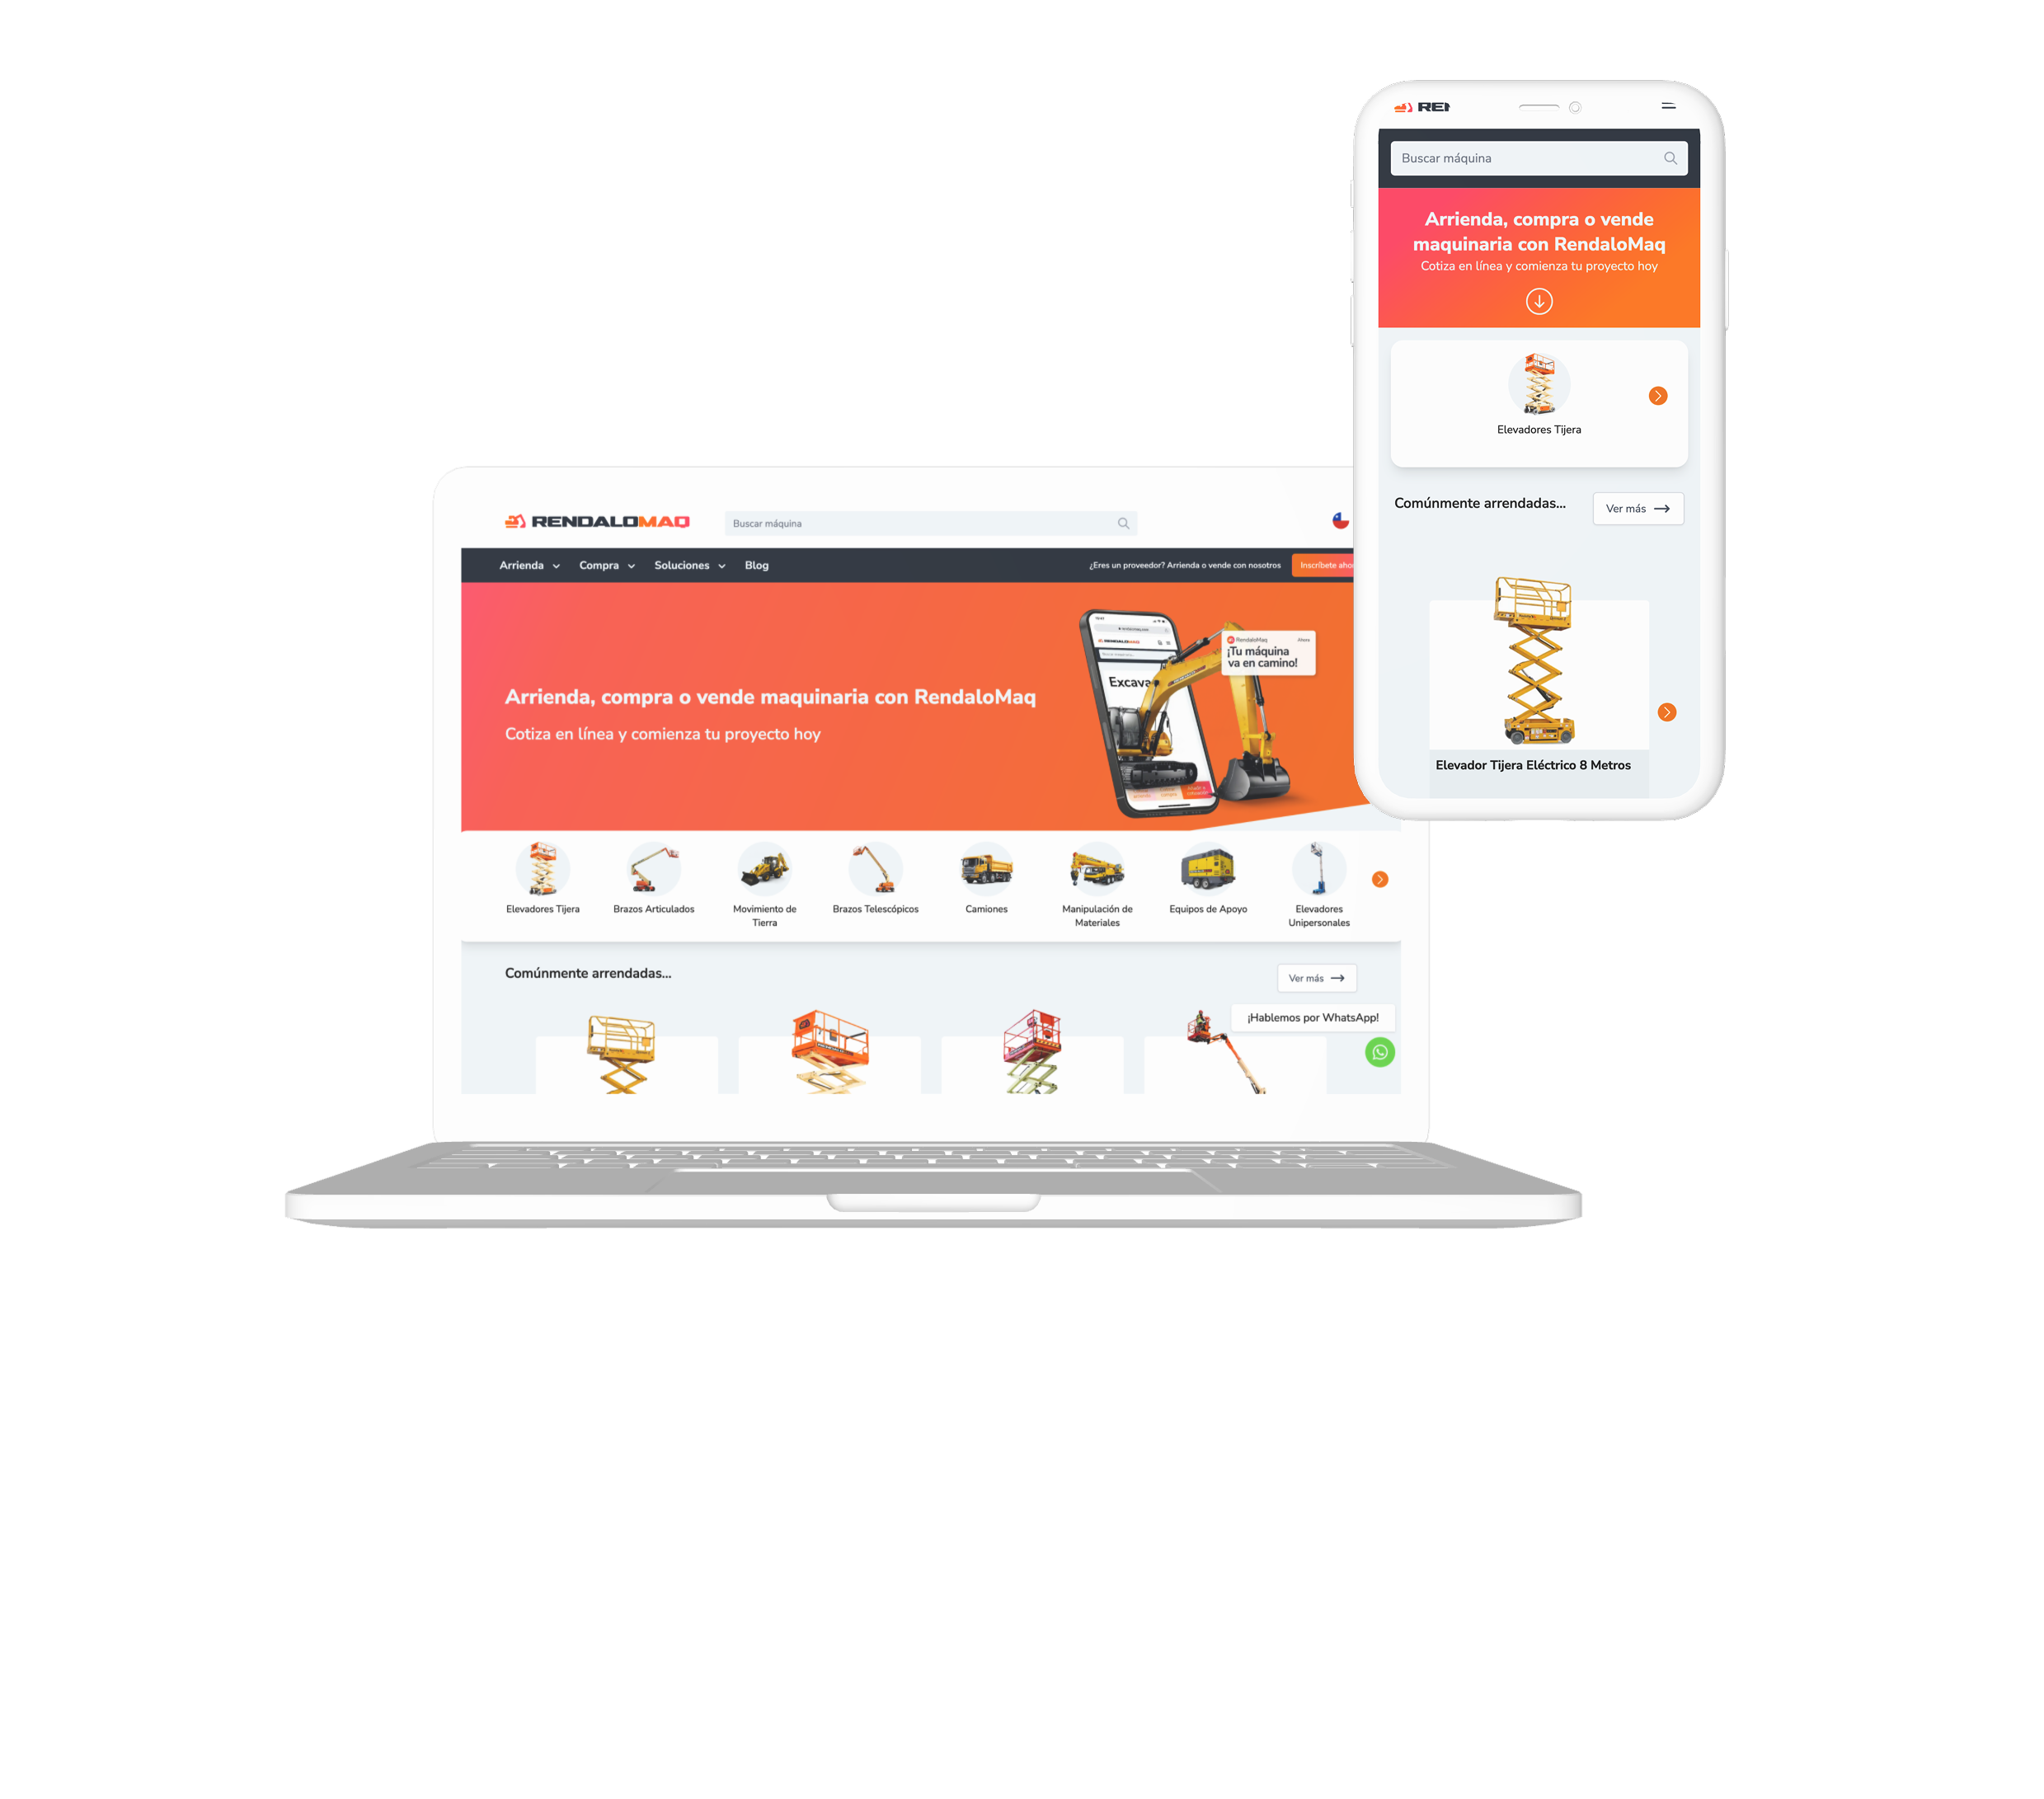 RENDALOMAQ
Buscar máquina
Arrienda
Compra
Soluciones
Blog
¿Eres un proveedor? Arrienda o vende con nosotros
Inscríbete
Arrienda, compra o vende maquinaria con RendaloMaq
Cotiza en línea y comienza tu proyecto hoy
RENDALOMAQ
Excava
RendaloMaq
Ahora
¡Tu máquina
va en camino!
Elevadores Tijera
Brazos Articulados
Movimiento de
Tierra
Brazos Telescópicos
Camiones
Manipulación de
Materiales
Equipos de Apoyo
Elevadores
Unipersonales
Comúnmente arrendadas...
Ver más
¡Hablemos por WhatsApp!
Buscar máquina
Arrienda, compra o vende
maquinaria con RendaloMaq
Cotiza en línea y comienza tu proyecto hoy
Elevadores Tijera
Comúnmente arrendadas...
Ver más
Elevador Tijera Eléctrico 8 Metros